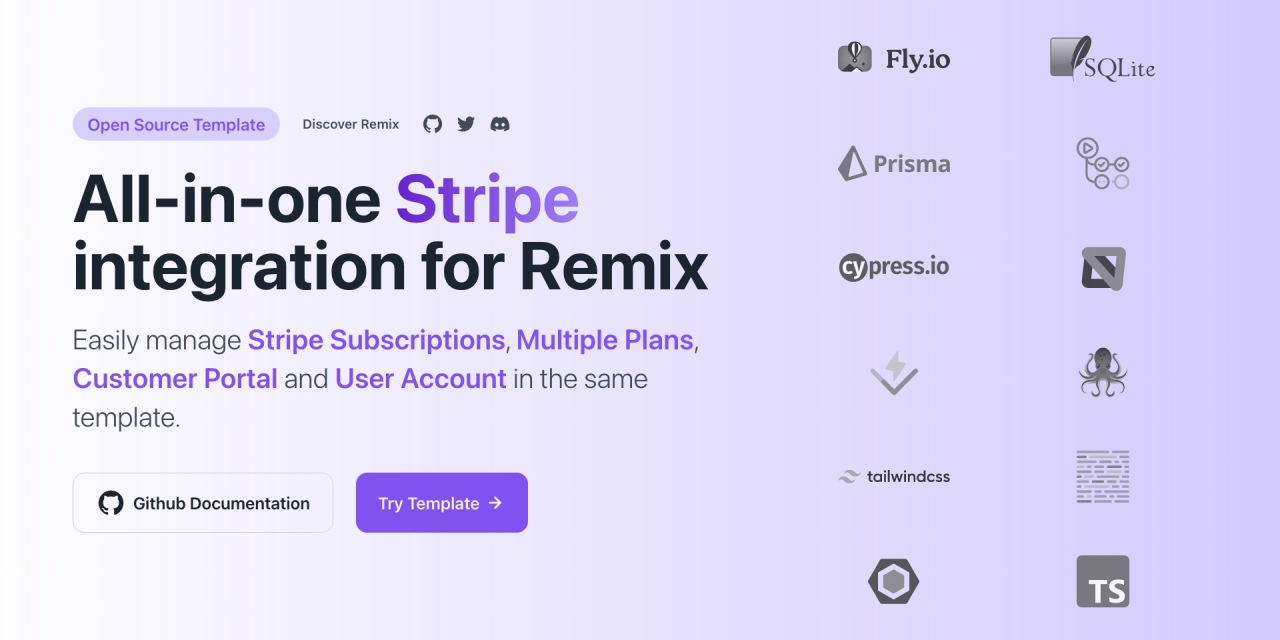 Open Source Template
Discover Remix
All-in-one Stripe
integration for Remix
Easily manage Stripe Subscriptions, Multiple Plans,
Customer Portal and User Account in the same
template.
Github Documentation
Try Template →
Fly.io
SQLite
Prisma
cypress.io
tailwindcss
TS